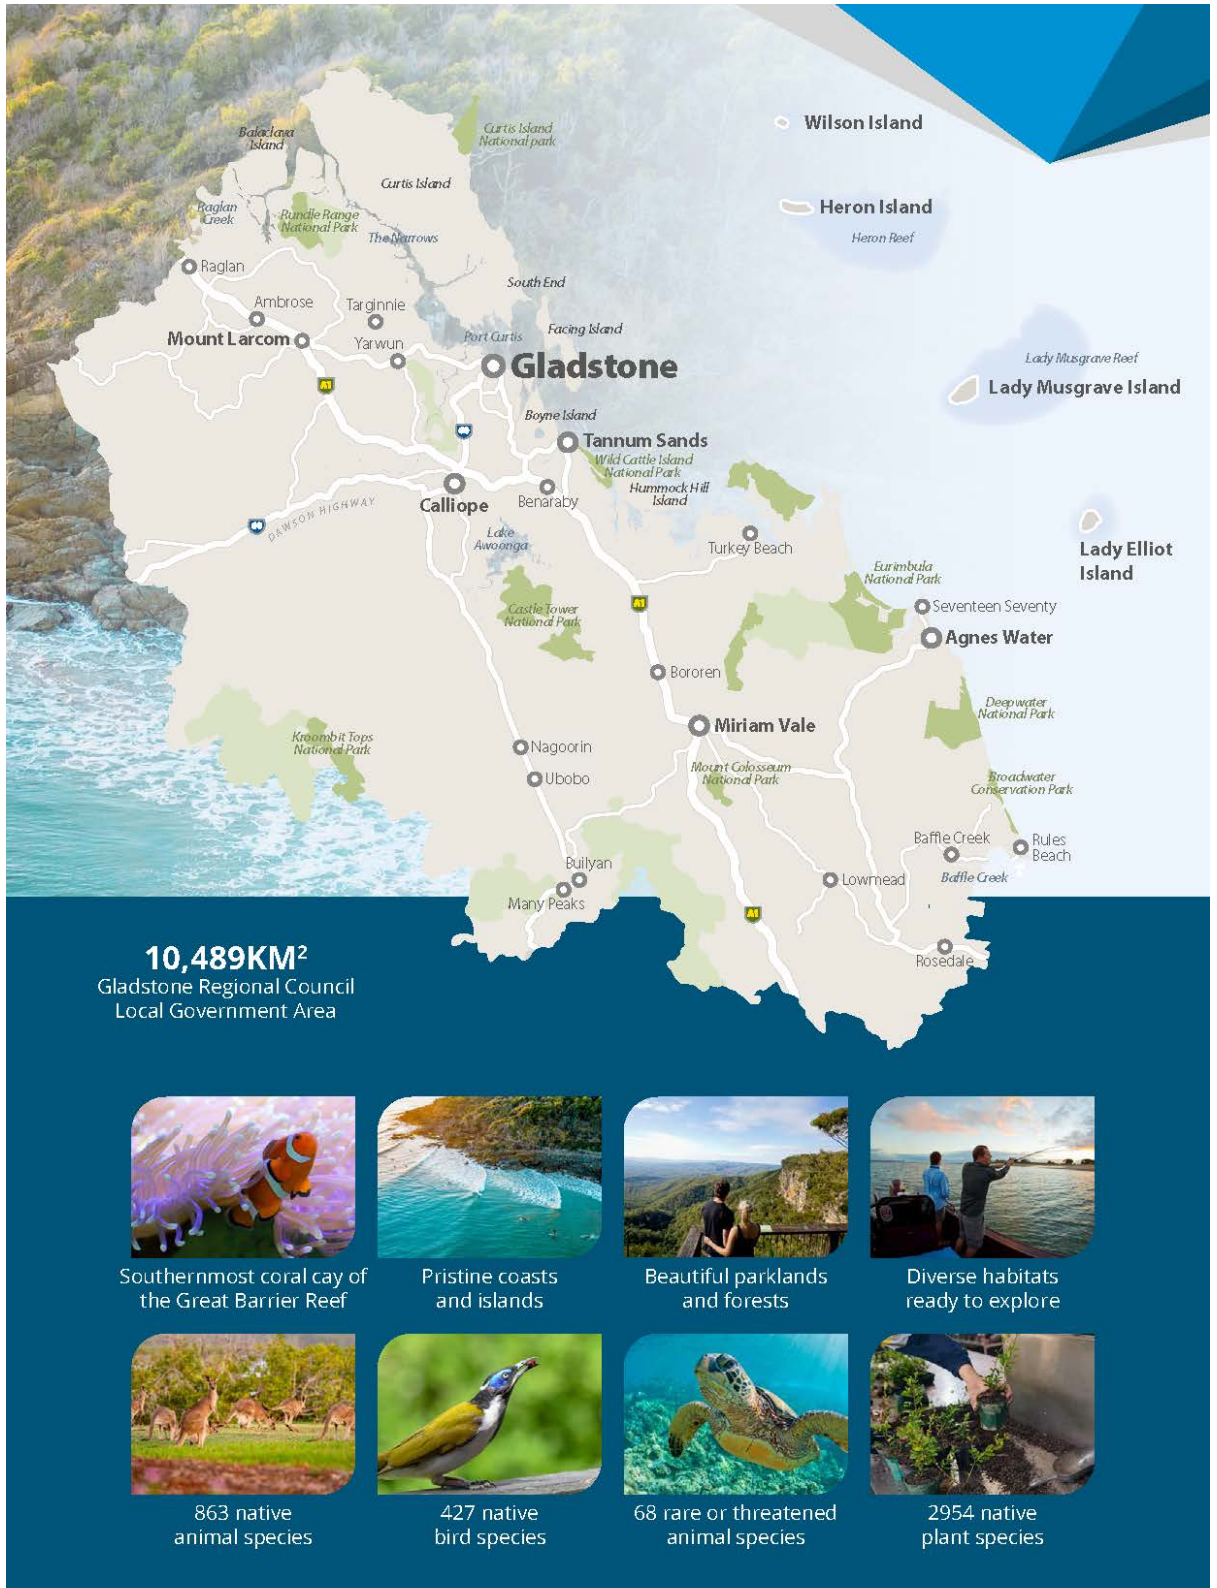 Wilson Island
Balaclava
Island
Curtis Island
National park
Curtis Island
Raglan
Creek
Rundle Range
National Park
The Narrows
Heron Island
Heron Reef
Raglan
South End
Ambrose
Targinnie
Mount Larcom
Yarwun
Port Curtis
Facing Island
Gladstone
Lady Musgrave Reef
Lady Musgrave Island
A1
Boyne Island
Tannum Sands
Wild Cattle Island
National Park
Hummock Hill
Island
Calliope
Benaraby
DAWSON HIGHWAY
Lake
Awoonga
Turkey Beach
Lady Elliot
Island
Eurimbula
National Park
Castle Tower
National Park
A1
Seventeen Seventy
Agnes Water
Bororen
Deepwater
National Park
Miriam Vale
Kroombit Tops
National Park
Nagoorin
Ubobo
Mount Colosseum
National Park
Broadwater
Conservation Park
Baffle Creek
Rules
Beach
Baffle Creek
Builyan
Many Peaks
Lowmead
A1
Rosedale
10,489KM²
Gladstone Regional Council
Local Government Area
Southernmost coral cay of
the Great Barrier Reef
Pristine coasts
and islands
Beautiful parklands
and forests
Diverse habitats
ready to explore
863 native
animal species
427 native
bird species
68 rare or threatened
animal species
2954 native
plant species